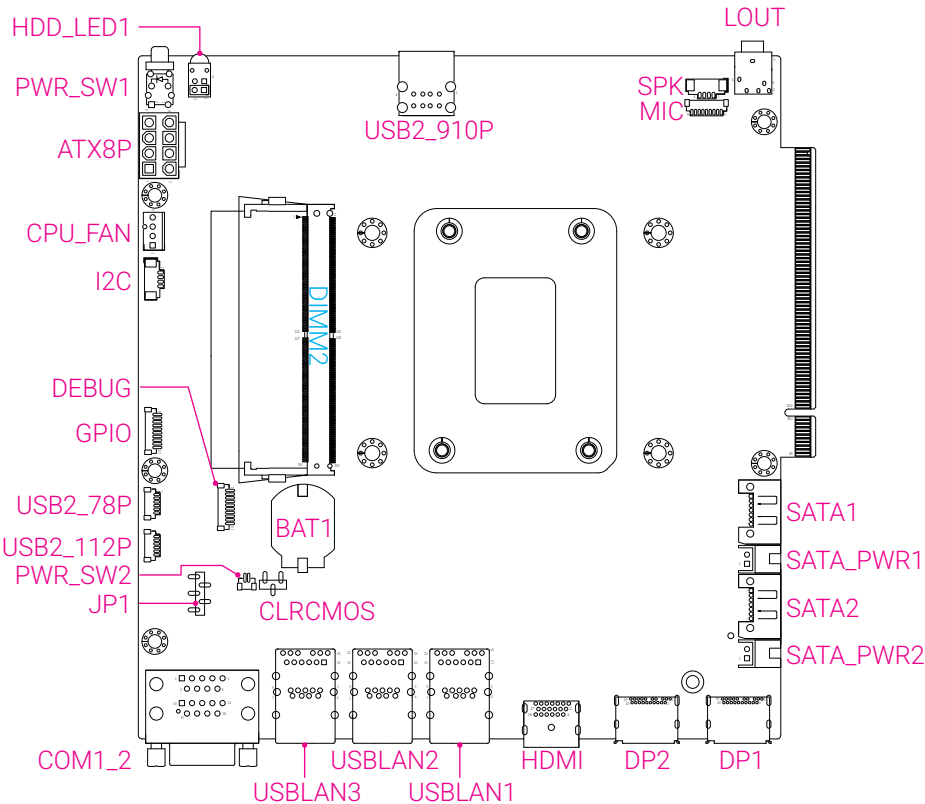 HDD_LED1
LOUT
PWR_SW1
SPK
MIC
USB2_910P
ATX8P
CPU_FAN
I2C
DIMM2
DEBUG
GPIO
USB2_78P
BAT1
SATA1
USB2_112P
SATA_PWR1
PWR_SW2
JP1
CLRCMOS
SATA2
SATA_PWR2
COM1_2
USBLAN2
HDMI
DP2
DP1
USBLAN3
USBLAN1